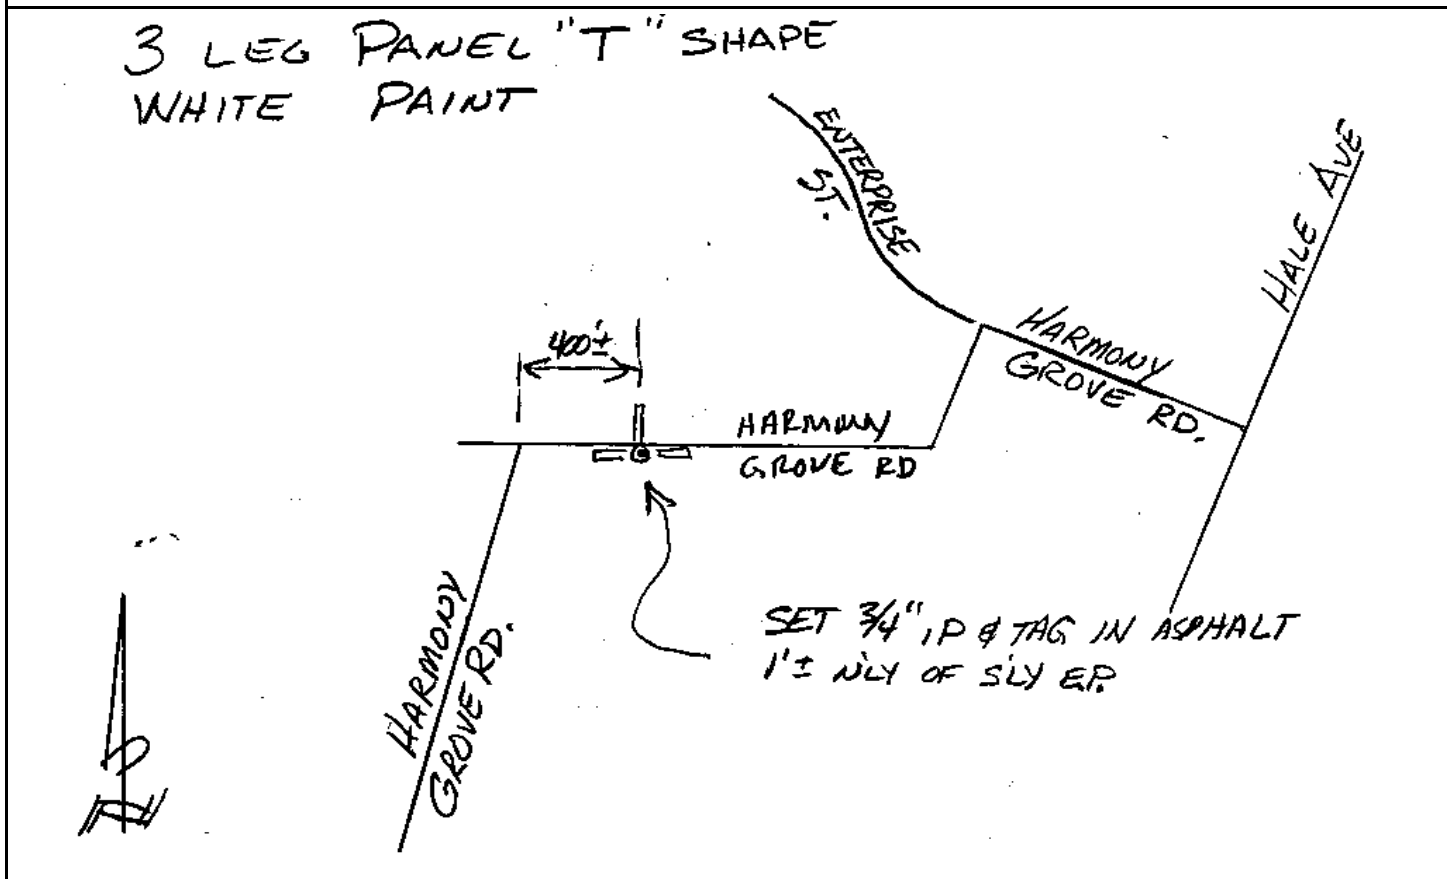 3 LEG PANEL "T" SHAPE
WHITE PAINT
ENTERPRISE
ST.
HALE AVE
HARMONY
GROVE RD.
400'±
HARMONY
GROVE RD
HARMONY
GROVE RD.
SET 3/4" IP & TAG IN ASPHALT
1'± N'LY OF S'LY E.P.
N